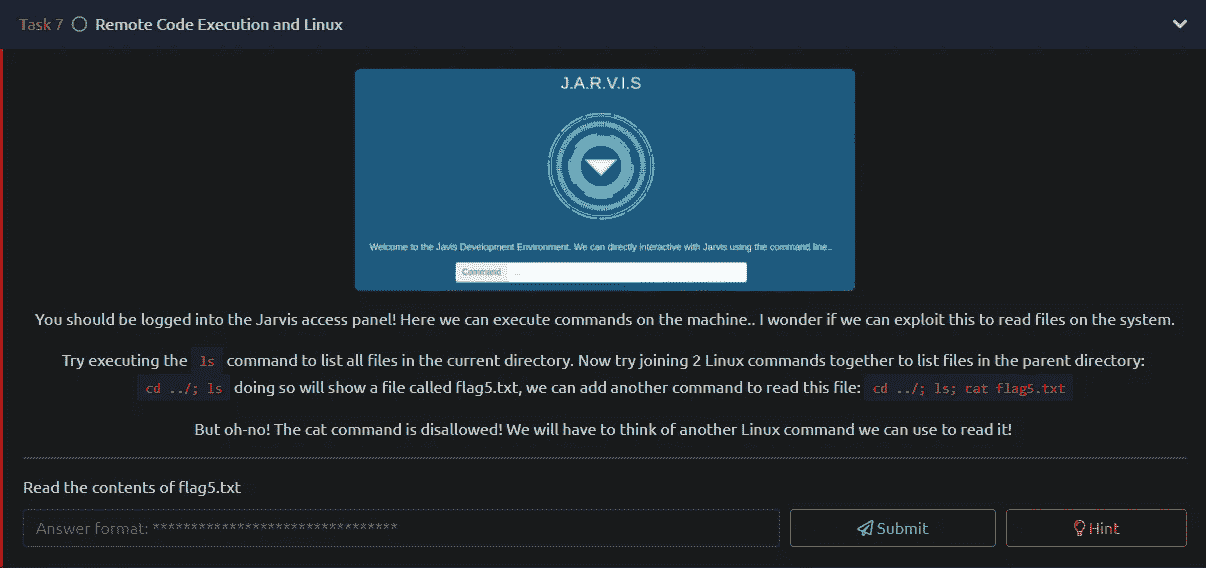 Task 7 Remote Code Execution and Linux
J.A.R.V.I.S
Welcome to the Javis Development Environment. We can directly interactive with Jarvis using the command line..
Command ...
You should be logged into the Jarvis access panel! Here we can execute commands on the machine.. I wonder if we can exploit this to read files on the system.
Try executing the ls command to list all files in the current directory. Now try joining 2 Linux commands together to list files in the parent directory:
cd ../; ls doing so will show a file called flag5.txt, we can add another command to read this file: cd ../; ls; cat flag5.txt
But oh-no! The cat command is disallowed! We will have to think of another Linux command we can use to read it!
Read the contents of flag5.txt
Answer format: ********************************
Submit
Hint